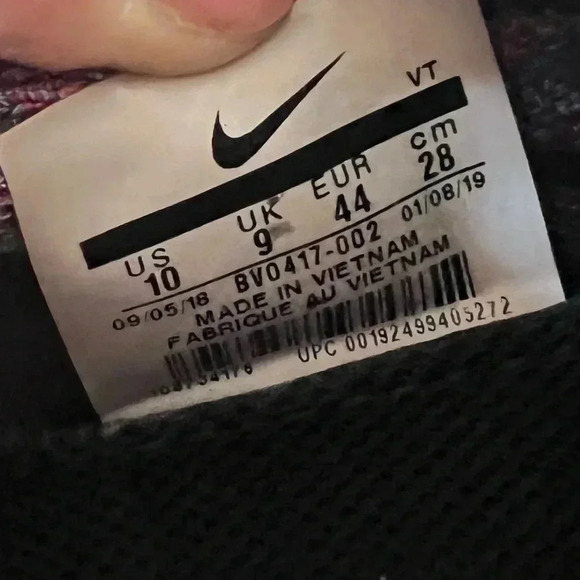 VT
US UK EUR cm
10 9 44 28
09/05/18 BV0417-002 01/08/19
MADE IN VIETNAM
FABRIQUE AU VIETNAM
UPC 00192499405272